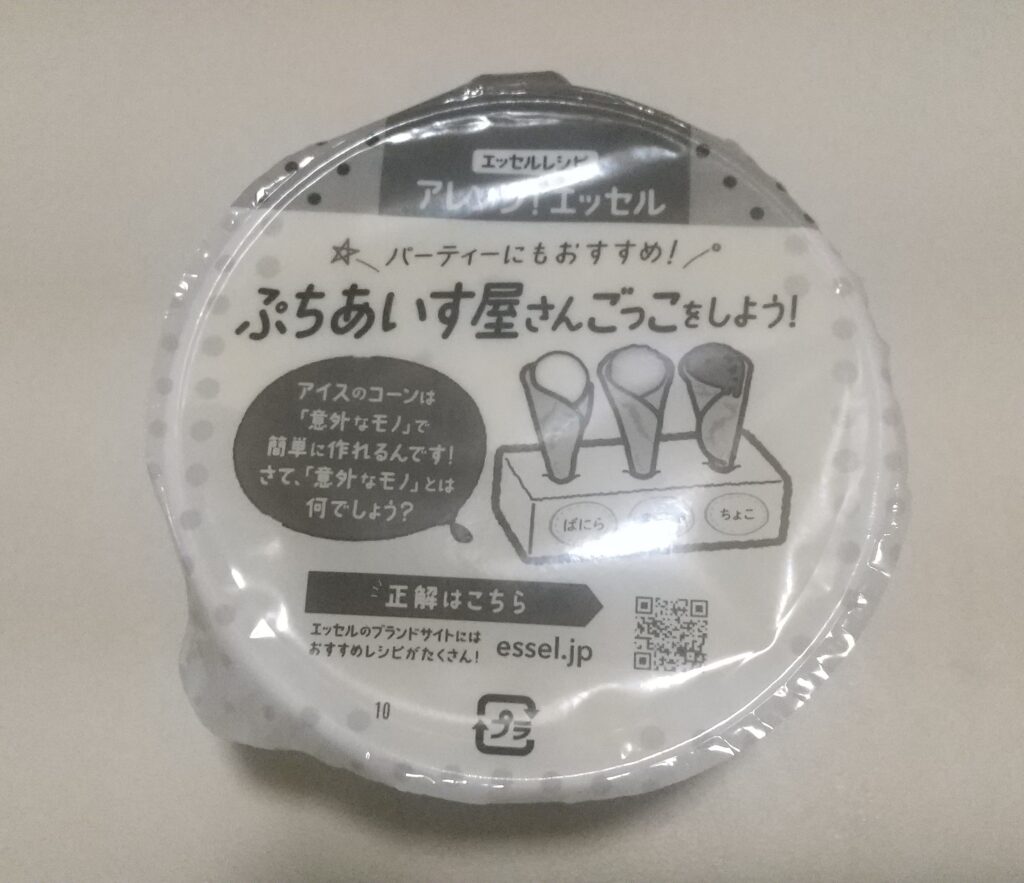 エッセルレシピ
アレンジ!エッセル
パーティーにもおすすめ!
ぷちあいす屋さんごっこをしよう!
アイスのコーンは
「意外なモノ」で
簡単に作れるんです!
さて、「意外なモノ」とは
何でしょう?
ばにら
ちょこ
正解はこちら
エッセルのブランドサイトには
おすすめレシピがたくさん!
essel.jp
10
プラ